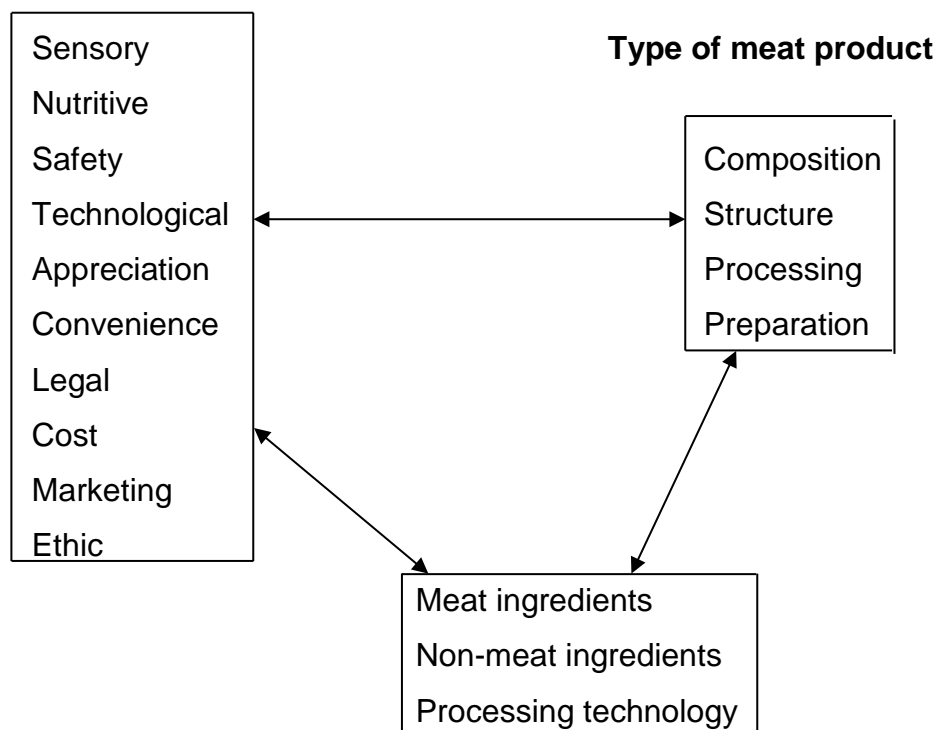 Sensory
Nutritive
Safety
Technological
Appreciation
Convenience
Legal
Cost
Marketing
Ethic
Type of meat product
Composition
Structure
Processing
Preparation
Meat ingredients
Non-meat ingredients
Processing technology